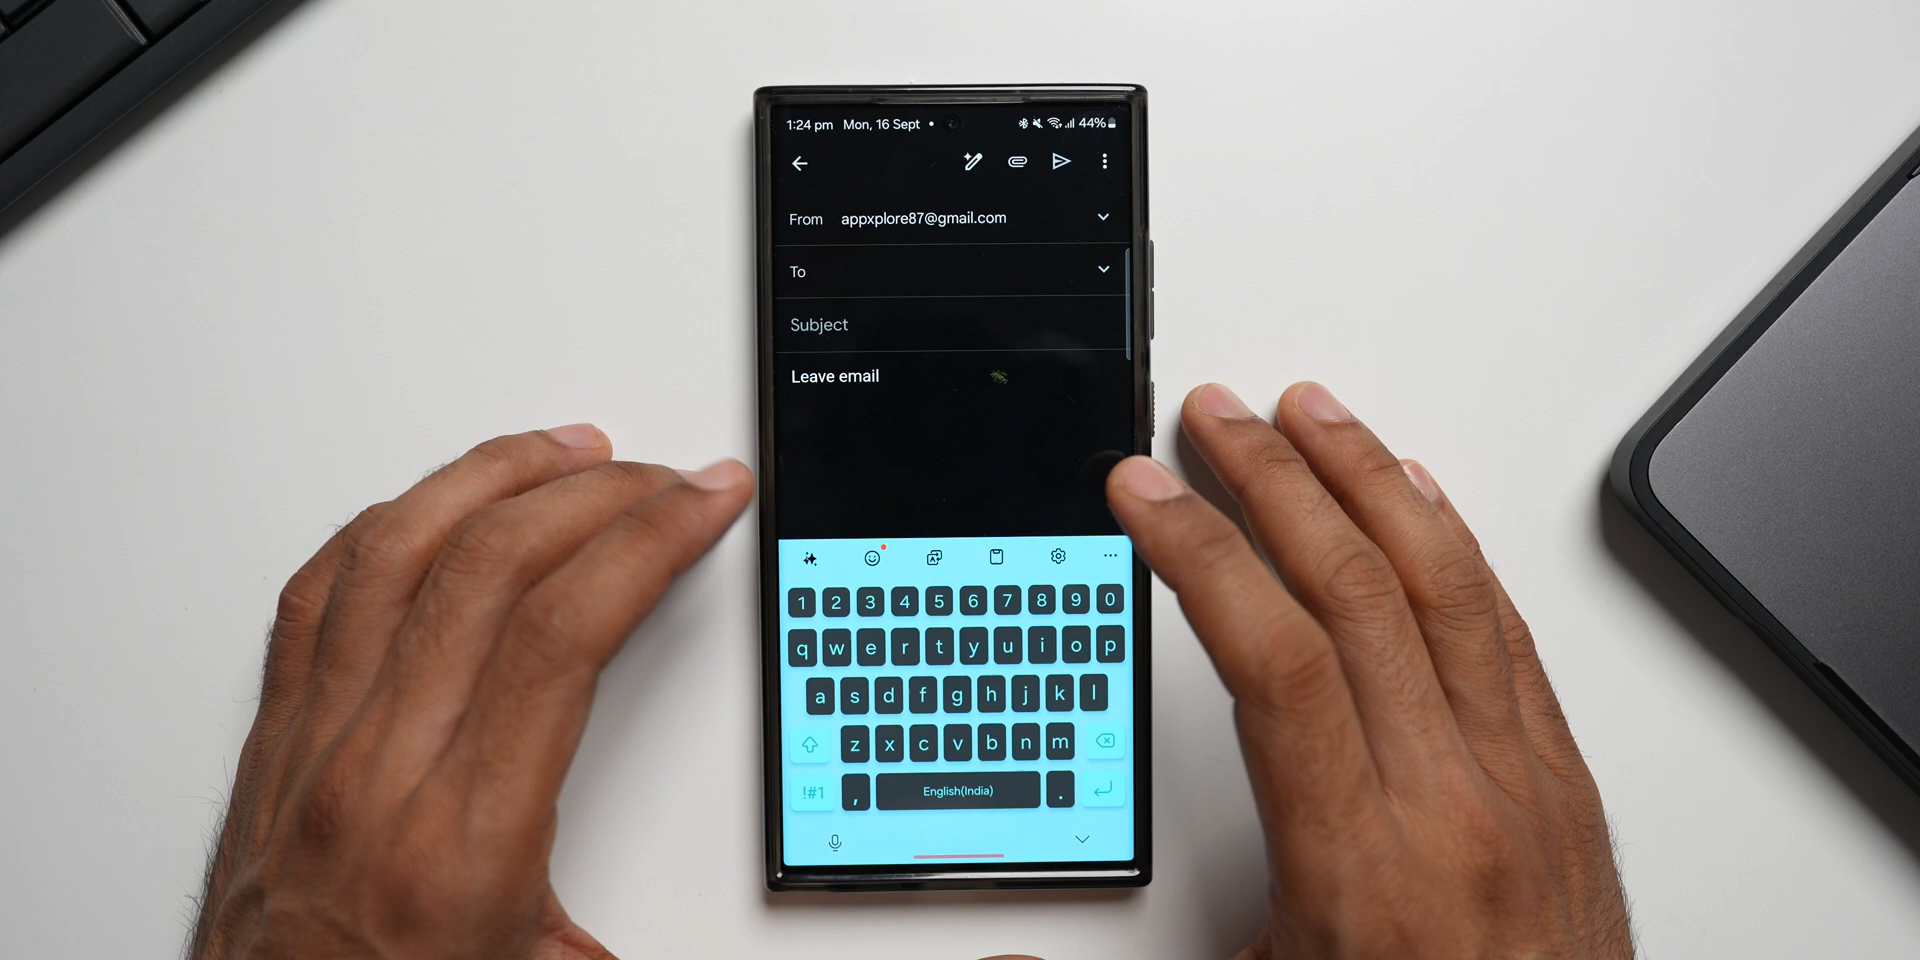 1:24 pm Mon, 16 Sept • 44%
From appxplore87@gmail.com
To
Subject
Leave email
1 2 3 4 5 6 7 8 9 0
q w e r t y u i o p
a s d f g h j k l
z x c v b n m
!#1 , English(India) .